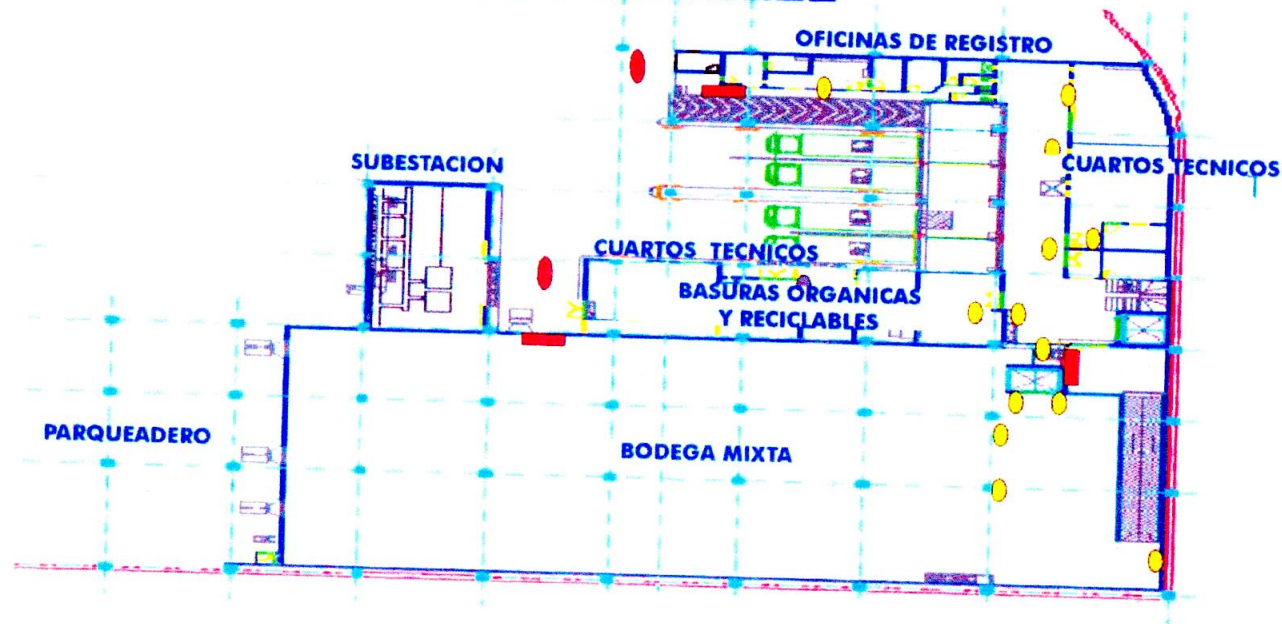 OFICINAS DE REGISTRO
SUBESTACION
CUARTOS TECNICOS
CUARTOS TECNICOS
BASURAS ORGANICAS
Y RECICLABLES
PARQUEADERO
BODEGA MIXTA